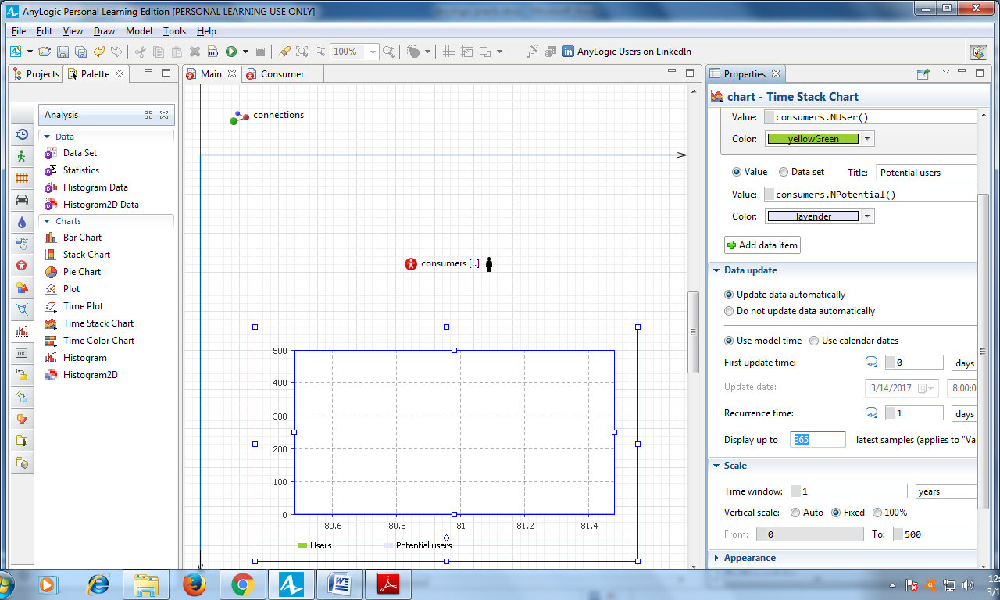 AnyLogic Personal Learning Edition [PERSONAL LEARNING USE ONLY]
File Edit View Draw Model Tools Help
100% AnyLogic Users on LinkedIn
Projects Palette
Main Consumer
Properties
Analysis
Data
Data Set
Statistics
Histogram Data
Histogram2D Data
Charts
Bar Chart
Stack Chart
Pie Chart
Plot
Time Plot
Time Stack Chart
Time Color Chart
Histogram
Histogram2D
connections
consumers [..]
500
400
300
200
100
0
80.6 80.8 81 81.2 81.4
Users Potential users
chart - Time Stack Chart
Value: consumers.NUser()
Color: yellowGreen
Value Data set Title: Potential users
Value: consumers.NPotential()
Color: lavender
Add data item
Data update
Update data automatically
Do not update data automatically
Use model time Use calendar dates
First update time: 0 days
Update date: 3/14/2017 8:00:0
Recurrence time: 1 days
Display up to 365 latest samples (applies to "Va
Scale
Time window: 1 years
Vertical scale: Auto Fixed 100%
From: 0 To: 500
Appearance
12:
3/1